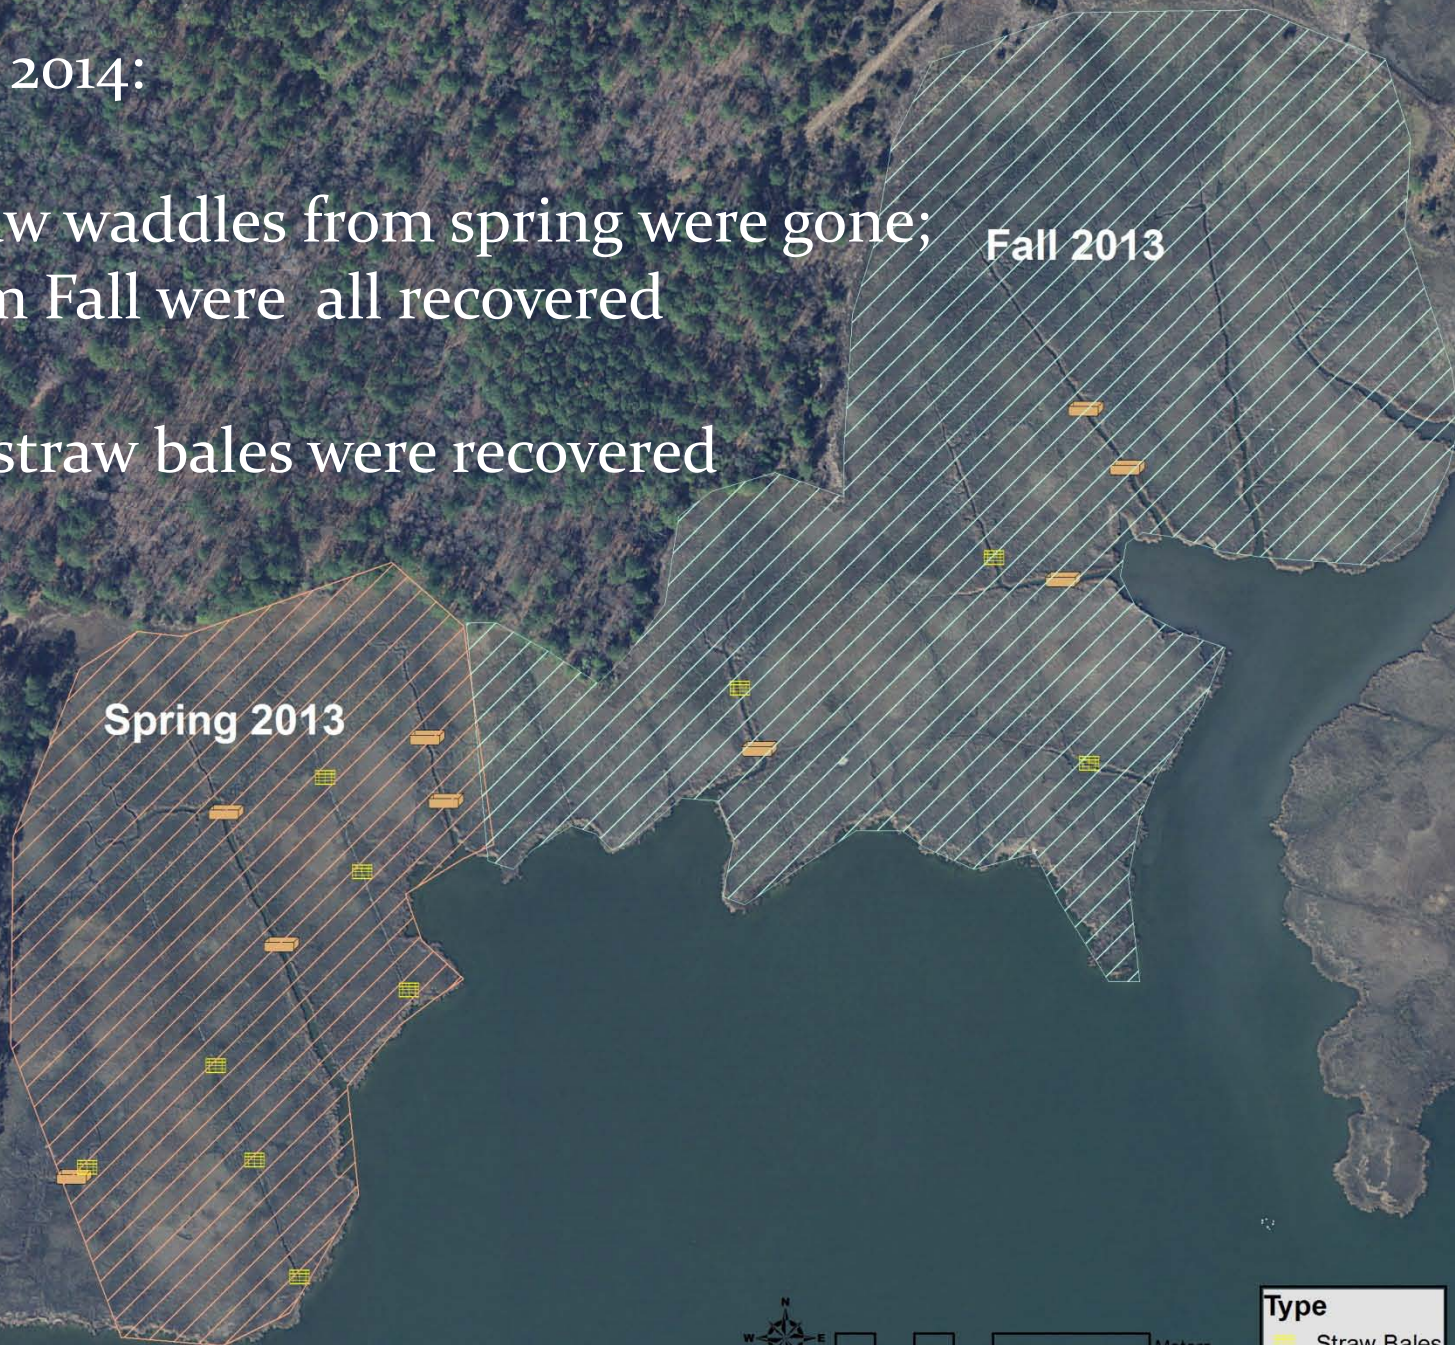 2014:
w waddles from spring were gone;
Fall were all recovered
straw bales were recovered
Fall 2013
Spring 2013
N
W E
Meters
Type
Straw Bales